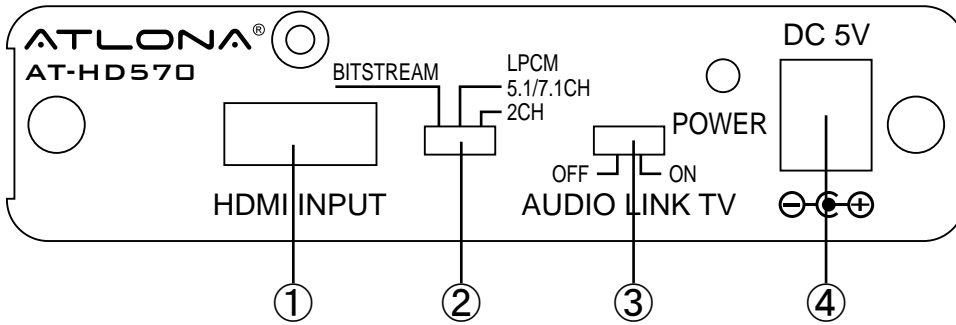 ATLONA®
AT-HD570
BITSTREAM
LPCM
5.1/7.1CH
2CH
DC 5V
POWER
OFF
ON
HDMI INPUT
AUDIO LINK TV
① ② ③ ④